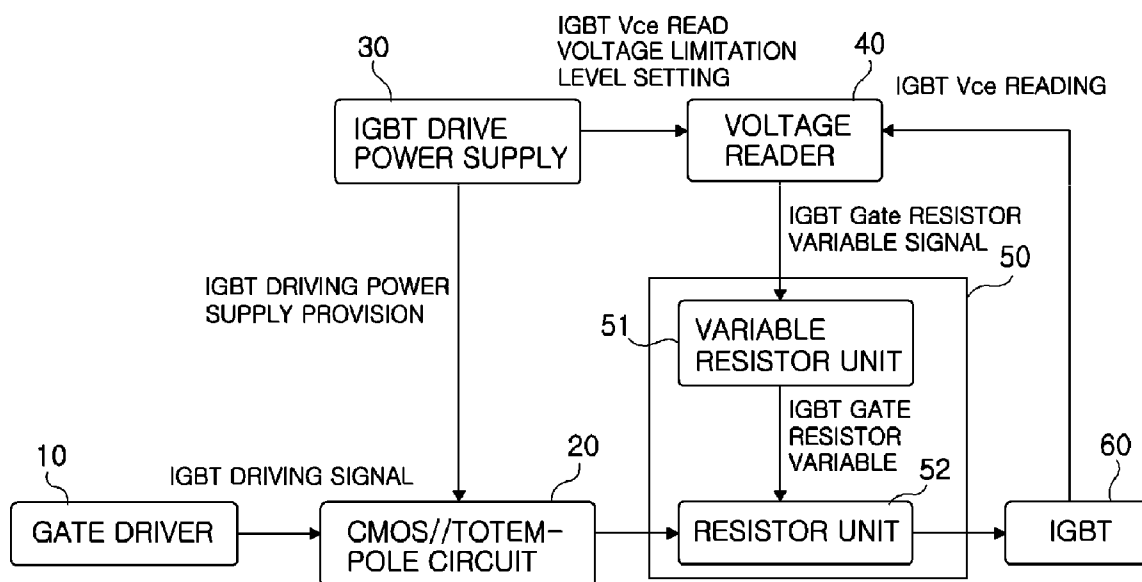 IGBT Vce READ
VOLTAGE LIMITATION
LEVEL SETTING
30
40
IGBT Vce READING
IGBT DRIVE
POWER SUPPLY
VOLTAGE
READER
IGBT Gate RESISTOR
VARIABLE SIGNAL
50
IGBT DRIVING POWER
SUPPLY PROVISION
51
VARIABLE
RESISTOR UNIT
IGBT GATE
RESISTOR
VARIABLE
10
IGBT DRIVING SIGNAL
20
52
60
GATE DRIVER
CMOS//TOTEM-
POLE CIRCUIT
RESISTOR UNIT
IGBT